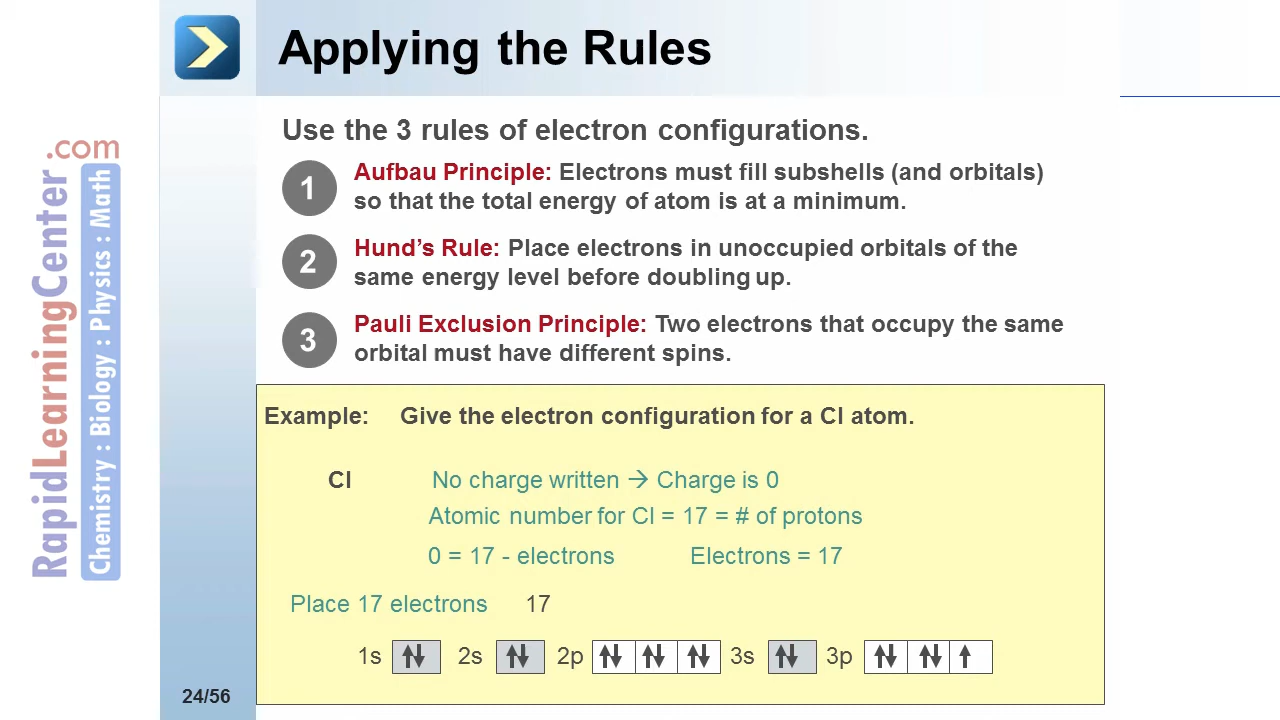 Applying the Rules
Use the 3 rules of electron configurations.
1
Aufbau Principle: Electrons must fill subshells (and orbitals)
so that the total energy of atom is at a minimum.
2
Hund's Rule: Place electrons in unoccupied orbitals of the
same energy level before doubling up.
3
Pauli Exclusion Principle: Two electrons that occupy the same
orbital must have different spins.
Example: Give the electron configuration for a Cl atom.
Cl No charge written → Charge is 0
Atomic number for Cl = 17 = # of protons
0 = 17 - electrons Electrons = 17
Place 17 electrons 17
1s 2s 2p 3s 3p
24/56
RapidLearningCenter.com
Chemistry : Biology : Physics : Math